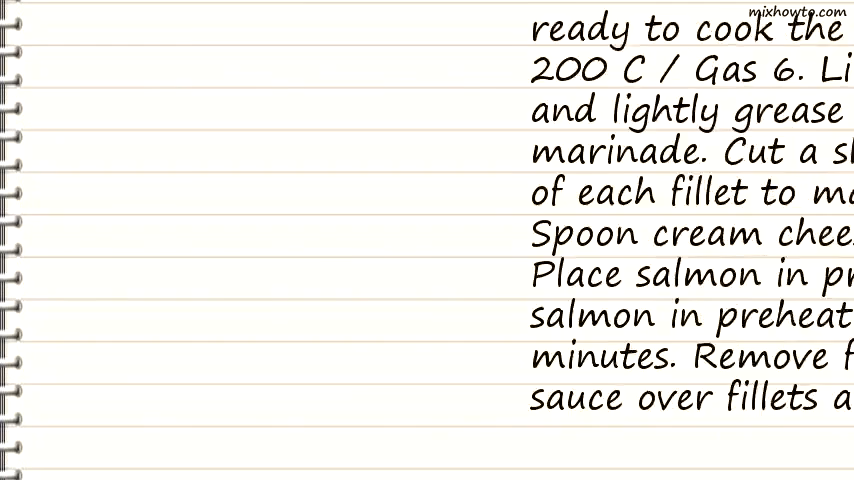 mixhowto.com
ready to cook the
200 C / Gas 6. Li
and lightly grease
marinade. Cut a sl
of each fillet to ma
Spoon cream chee
Place salmon in pr
salmon in preheat
minutes. Remove f
sauce over fillets a